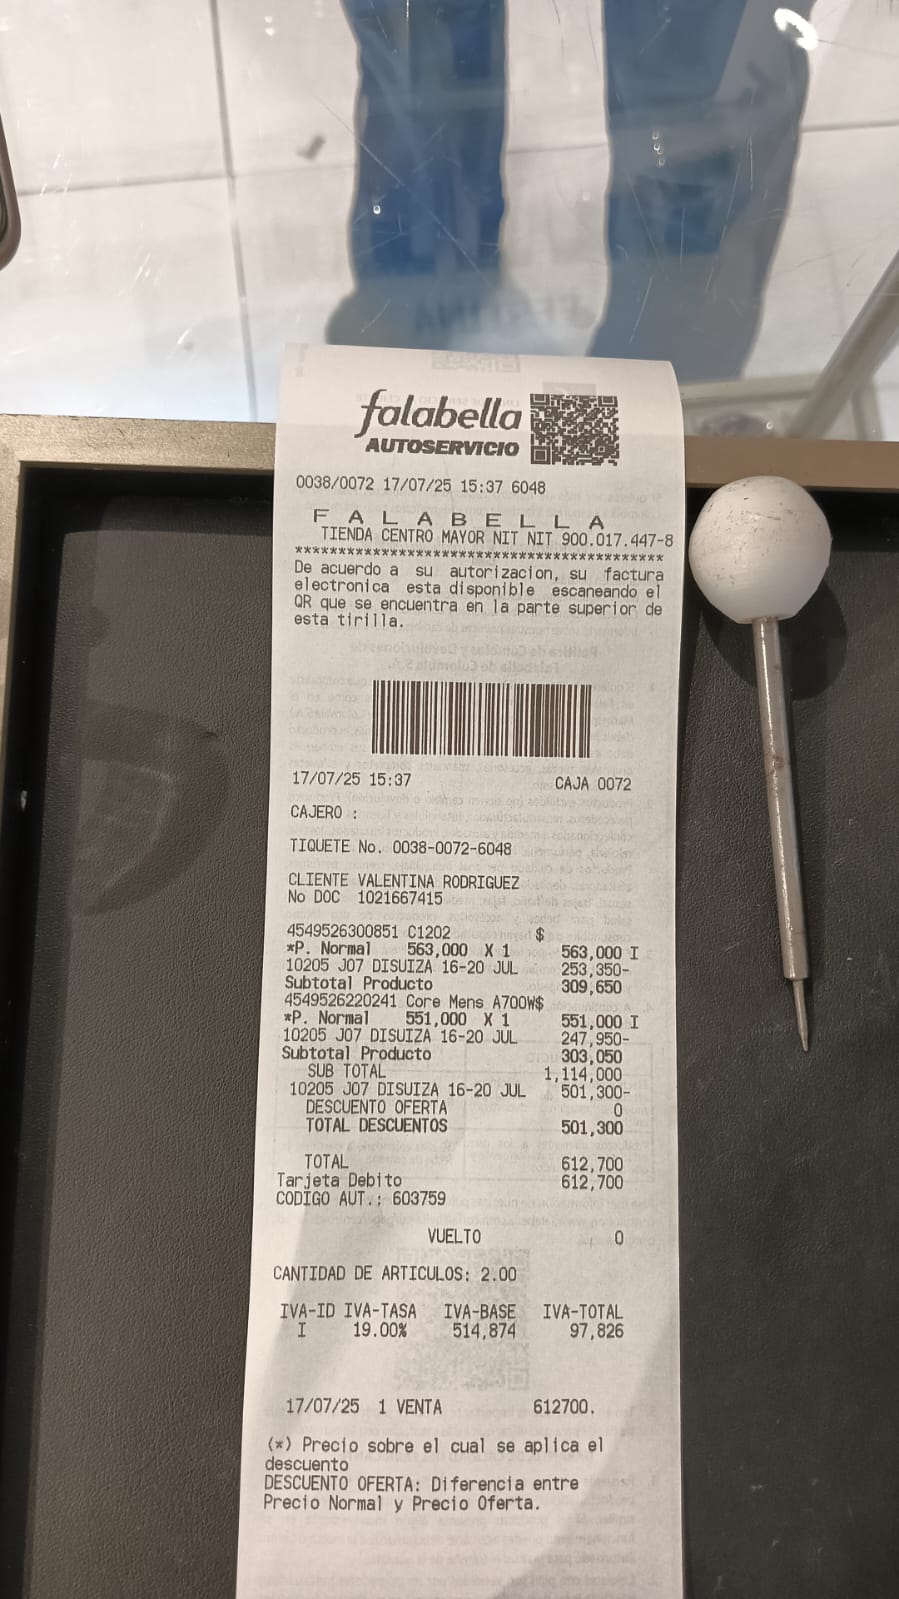 falabella
AUTOSERVICIO
0038/0072 17/07/25 15:37 6048
F A L A B E L L A
TIENDA CENTRO MAYOR NIT NIT 900.017.447-8
******************************************
De acuerdo a su autorizacion, su factura
electronica esta disponible escaneando el
QR que se encuentra en la parte superior de
esta tirilla.
17/07/25 15:37 CAJA 0072
CAJERO :
TIQUETE No. 0038-0072-6048
CLIENTE VALENTINA RODRIGUEZ
No DOC 1021667415
4549526300851 C1202 $
*P. Normal 563,000 X 1 563,000 I
10205 J07 DISUIZA 16-20 JUL 253,350-
Subtotal Producto 309,650
4549526220241 Core Mens A700W$
*P. Normal 551,000 X 1 551,000 I
10205 J07 DISUIZA 16-20 JUL 247,950-
Subtotal Producto 303,050
SUB TOTAL 1,114,000
10205 J07 DISUIZA 16-20 JUL 501,300-
DESCUENTO OFERTA 0
TOTAL DESCUENTOS 501,300
TOTAL 612,700
Tarjeta Debito 612,700
CODIGO AUT.: 603759
VUELTO 0
CANTIDAD DE ARTICULOS: 2.00
IVA-ID IVA-TASA IVA-BASE IVA-TOTAL
I 19.00% 514,874 97,826
17/07/25 1 VENTA 612700.
(*) Precio sobre el cual se aplica el
descuento
DESCUENTO OFERTA: Diferencia entre
Precio Normal y Precio Oferta.